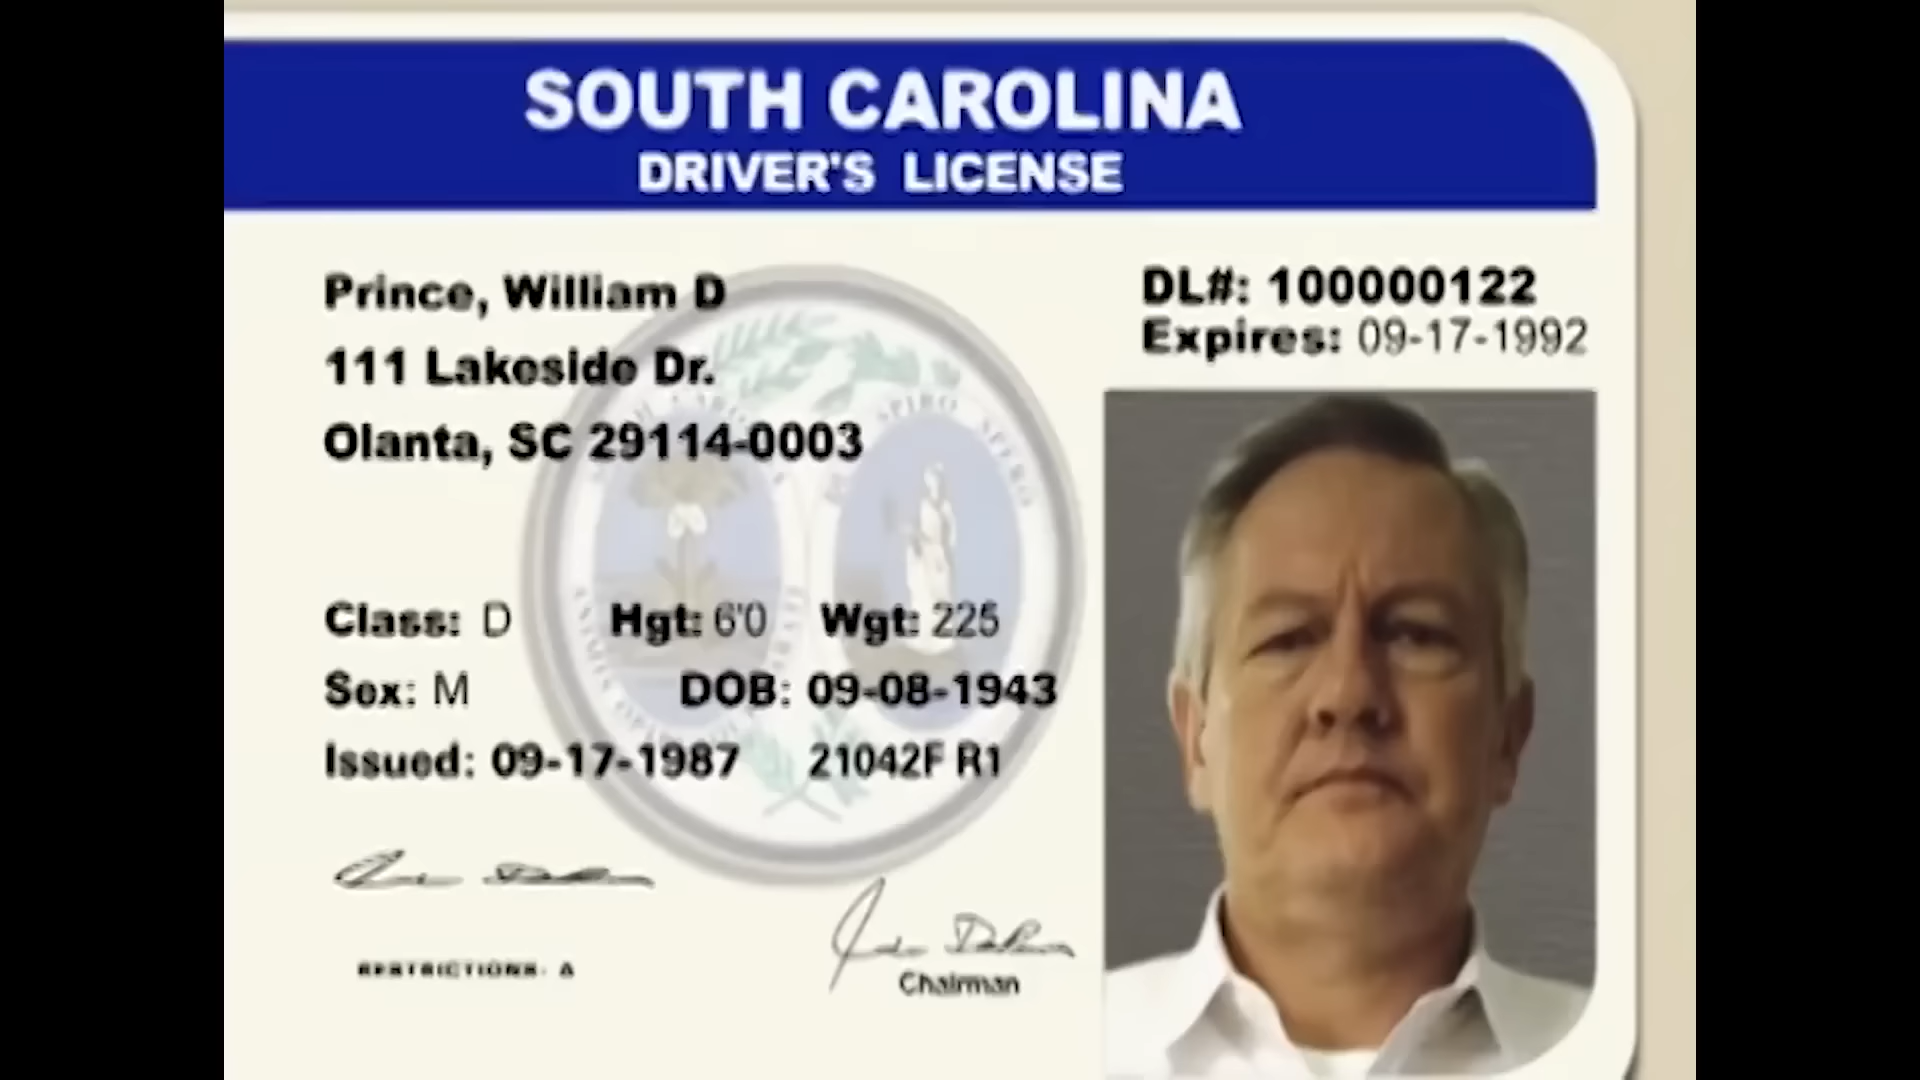 SOUTH CAROLINA
DRIVER'S LICENSE
Prince, William D
111 Lakeside Dr.
Olanta, SC 29114-0003
DL#: 100000122
Expires: 09-17-1992
Class: D Hgt: 6'0 Wgt: 225
Sex: M DOB: 09-08-1943
Issued: 09-17-1987 21042F R1
RESTRICTIONS- A
Chairman
SPIRO SPERO